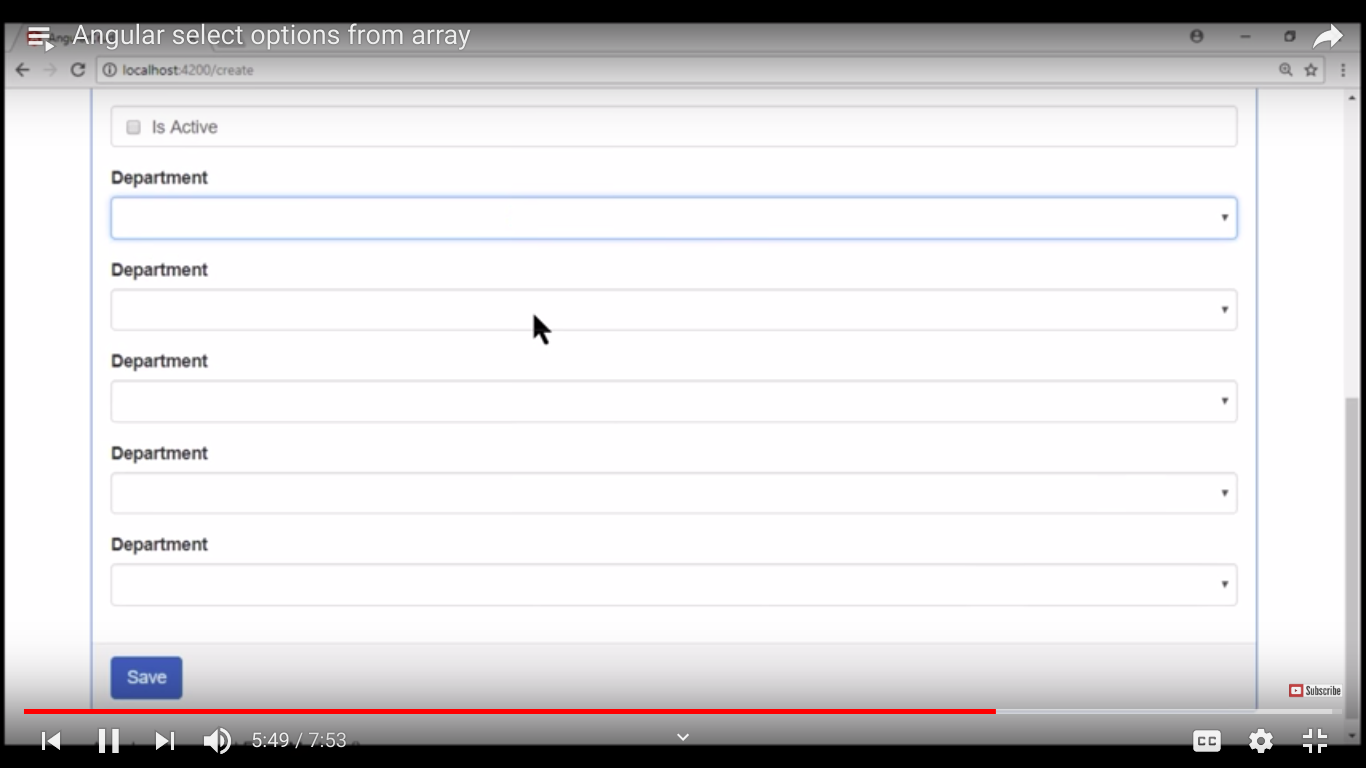 Angular select options from array
localhost:4200/create
Is Active
Department
Department
Department
Department
Department
Save
Subscribe
5:49 / 7:53
CC